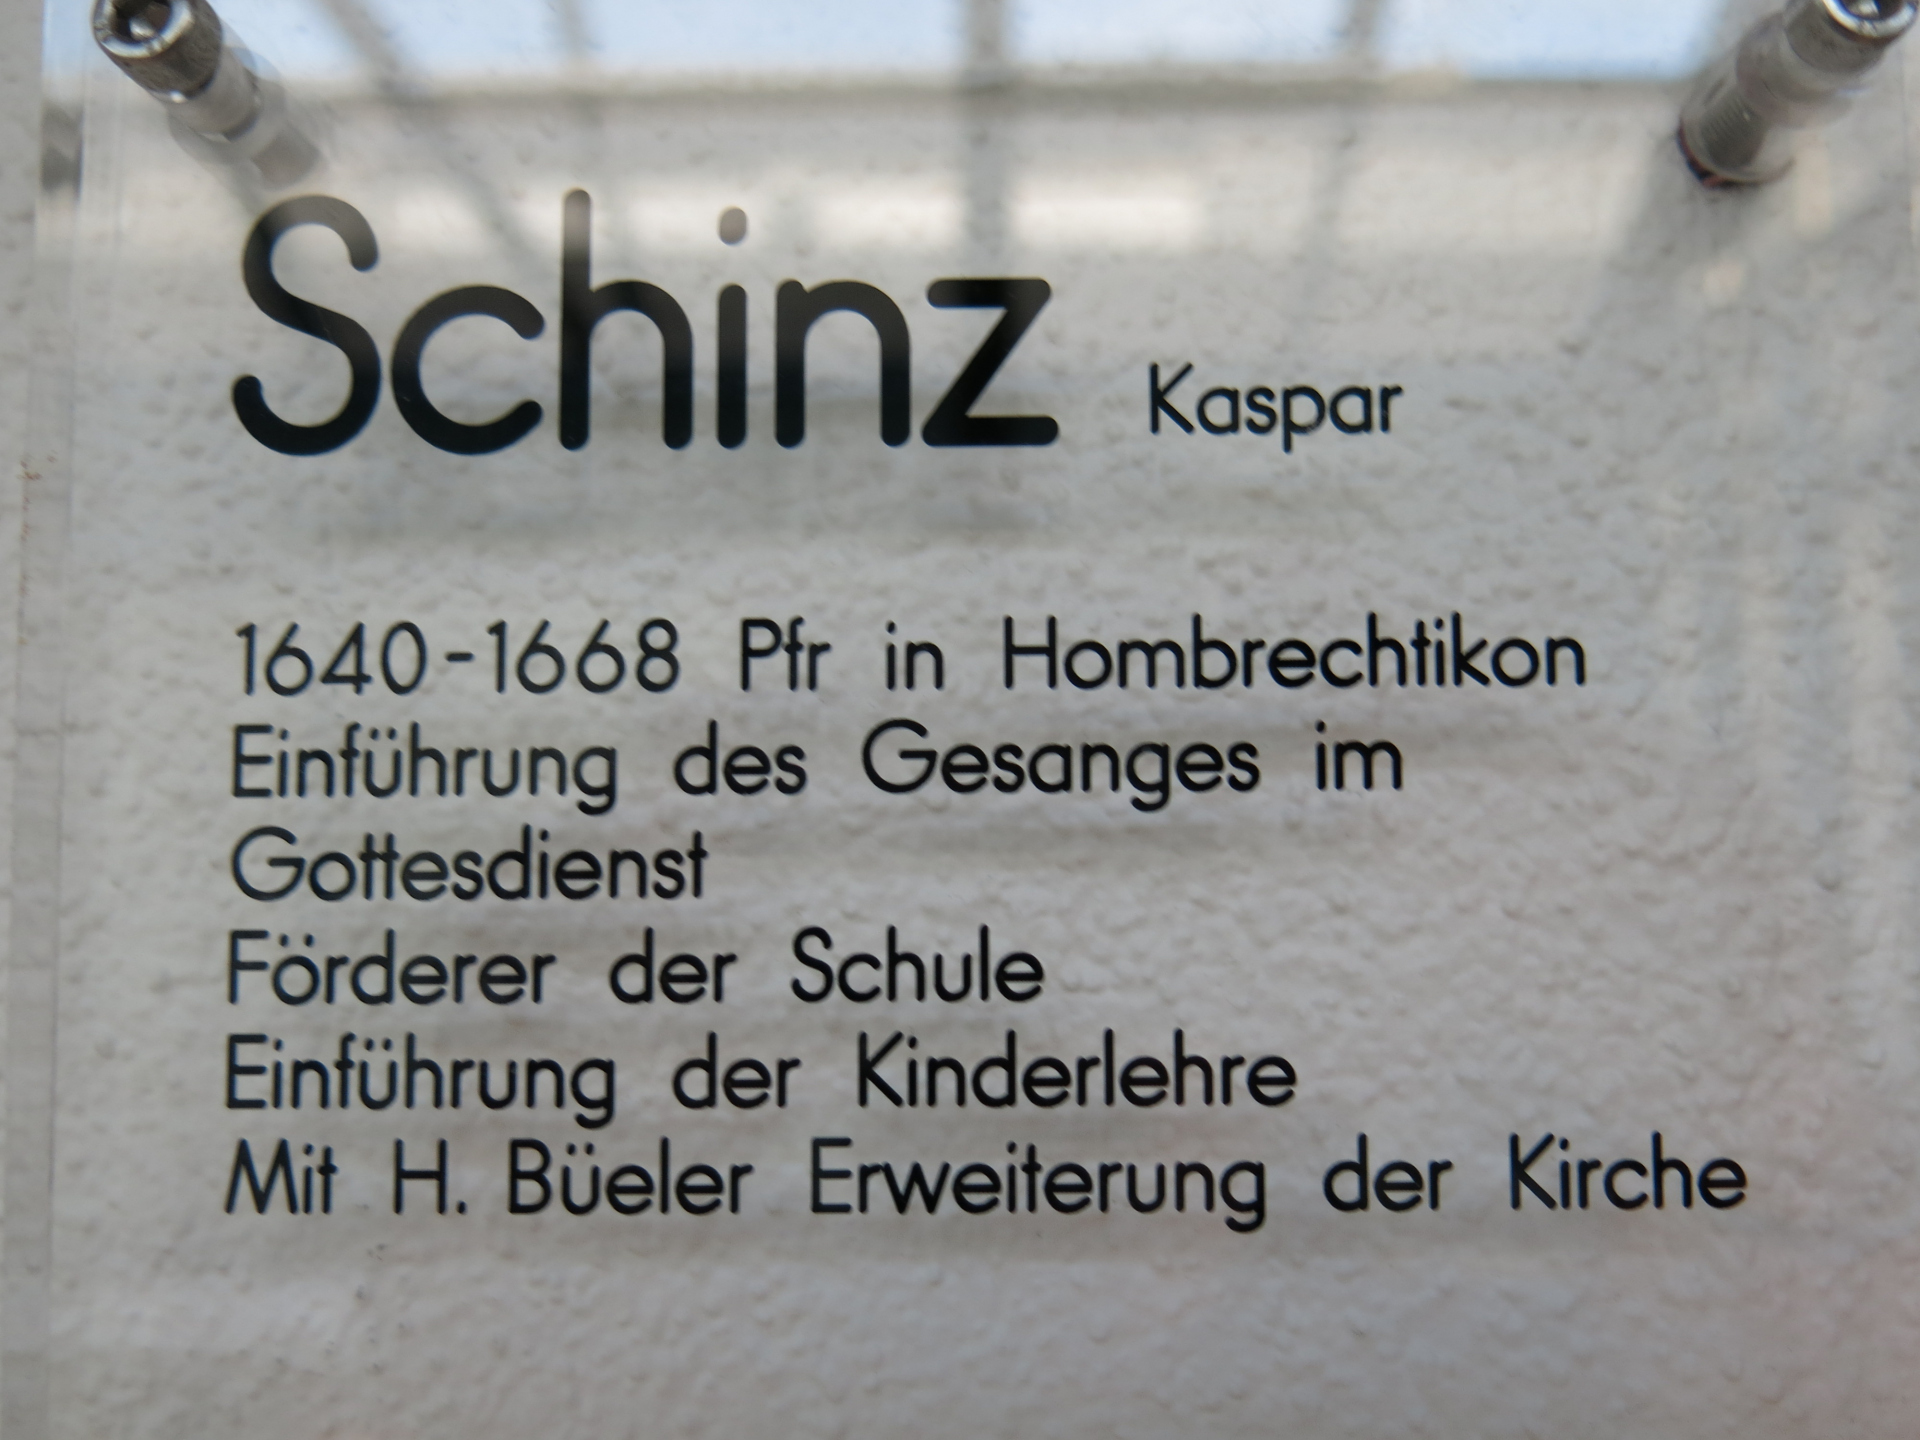 Schinz Kaspar
1640-1668 Pfr in Hombrechtikon
Einführung des Gesanges im
Gottesdienst
Förderer der Schule
Einführung der Kinderlehre
Mit H. Büeler Erweiterung der Kirche